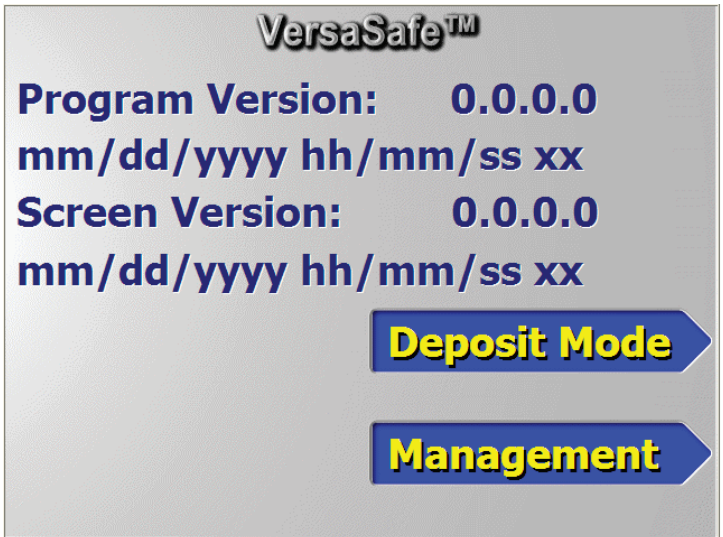 VersaSafe™
Program Version: 0.0.0.0
mm/dd/yyyy hh/mm/ss xx
Screen Version: 0.0.0.0
mm/dd/yyyy hh/mm/ss xx
Deposit Mode
Management